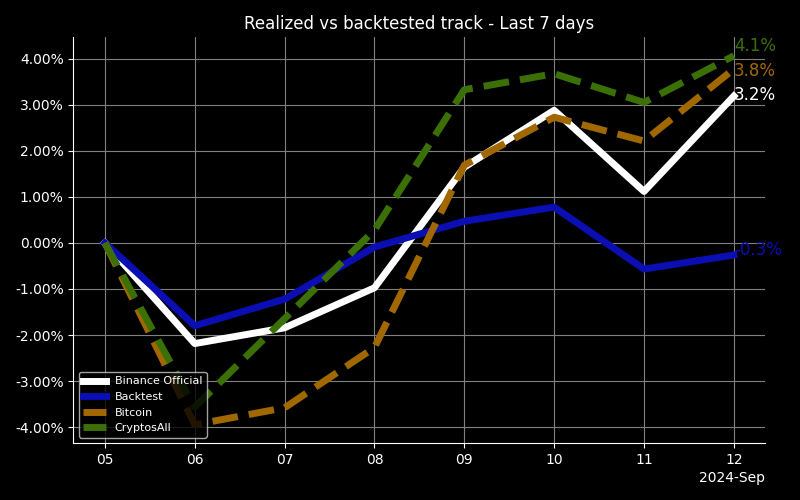 Realized vs backtested track - Last 7 days
4.00%
3.00%
2.00%
1.00%
0.00%
-1.00%
-2.00%
-3.00%
-4.00%
4.1%
3.8%
3.2%
-0.3%
Binance Official
Backtest
Bitcoin
CryptosAll
05 06 07 08 09 10 11 12
2024-Sep